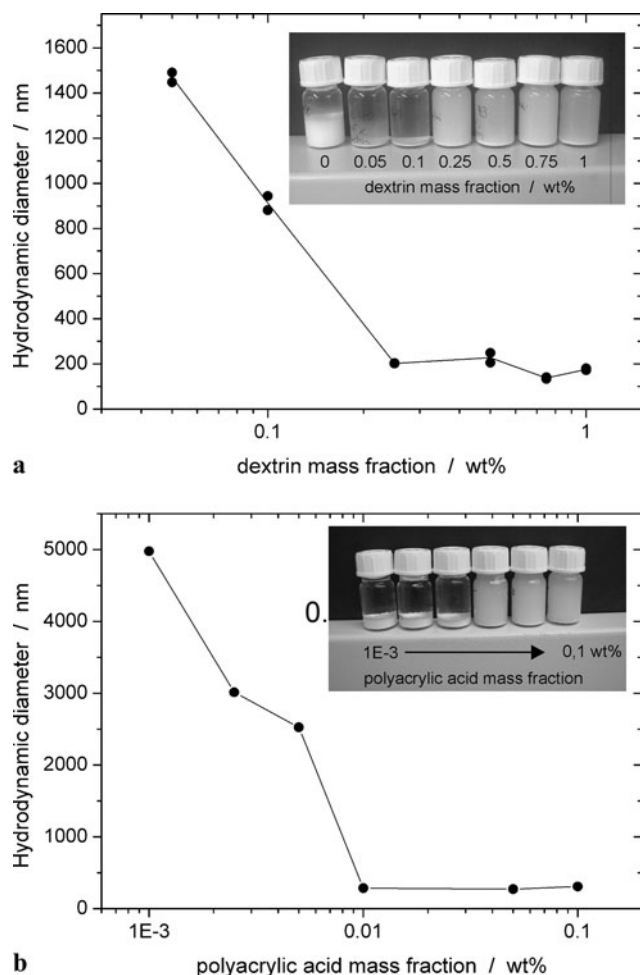 a
1600
1400
1200
1000
800
600
400
200
0
Hydrodynamic diameter / nm
0 0.05 0.1 0.25 0.5 0.75 1
dextrin mass fraction / wt%
0.1 1
dextrin mass fraction / wt%
b
5000
4000
3000
2000
1000
0
Hydrodynamic diameter / nm
0.
1E-3 0,1 wt%
polyacrylic acid mass fraction
1E-3 0.01 0.1
polyacrylic acid mass fraction / wt%